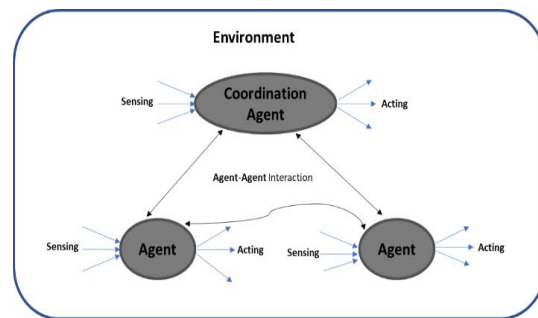 Environment
Coordination
Agent
Sensing
Acting
Agent-Agent Interaction
Sensing
Agent
Acting
Sensing
Agent
Acting